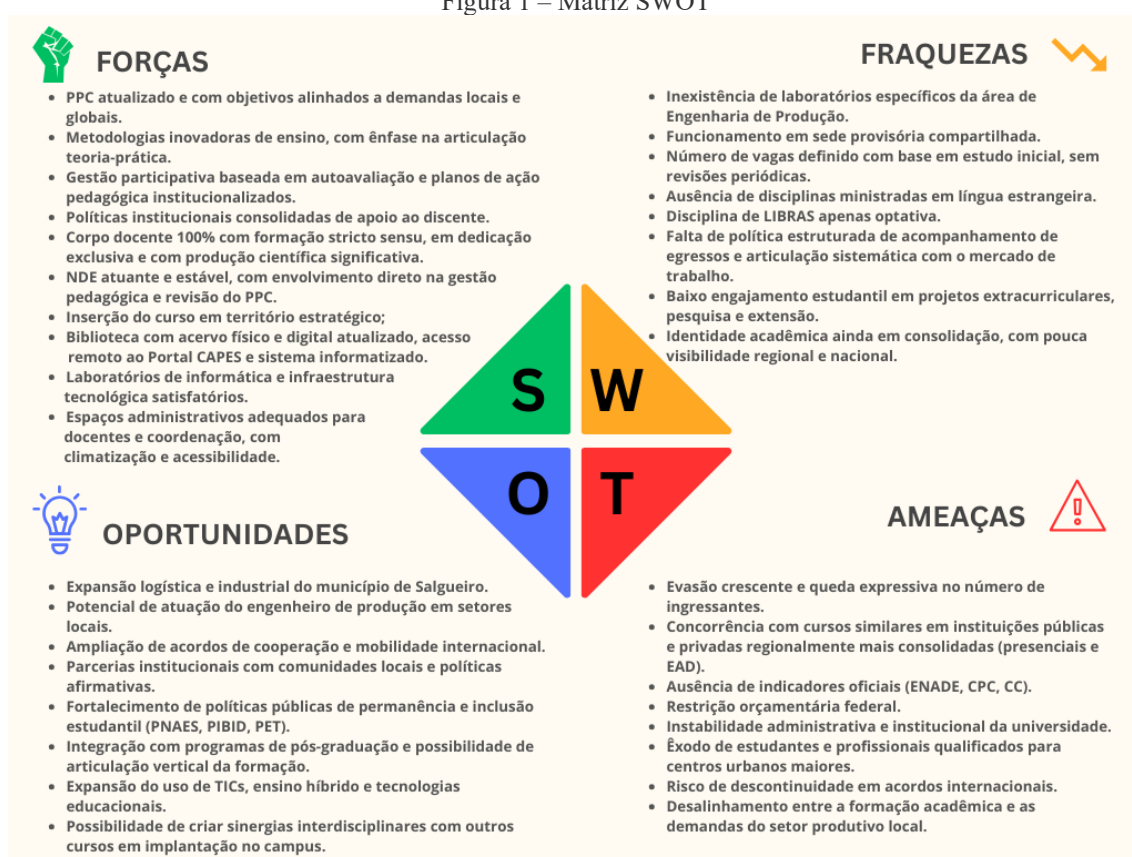 Figura 1 – Matriz SWOT
FORÇAS
PPC atualizado e com objetivos alinhados a demandas locais e
globais.
Metodologias inovadoras de ensino, com ênfase na articulação
teoria-prática.
Gestão participativa baseada em autoavaliação e planos de ação
pedagógica institucionalizados.
Políticas institucionais consolidadas de apoio ao discente.
Corpo docente 100% com formação stricto sensu, em dedicação
exclusiva e com produção científica significativa.
NDE atuante e estável, com envolvimento direto na gestão
pedagógica e revisão do PPC.
Inserção do curso em território estratégico;
Biblioteca com acervo físico e digital atualizado, acesso
remoto ao Portal CAPES e sistema informatizado.
Laboratórios de informática e infraestrutura
tecnológica satisfatórios.
Espaços administrativos adequados para
docentes e coordenação, com
climatização e acessibilidade.
FRAQUEZAS
Inexistência de laboratórios específicos da área de
Engenharia de Produção.
Funcionamento em sede provisória compartilhada.
Número de vagas definido com base em estudo inicial, sem
revisões periódicas.
Ausência de disciplinas ministradas em língua estrangeira.
Disciplina de LIBRAS apenas optativa.
Falta de política estruturada de acompanhamento de
egressos e articulação sistemática com o mercado de
trabalho.
Baixo engajamento estudantil em projetos extracurriculares,
pesquisa e extensão.
Identidade acadêmica ainda em consolidação, com pouca
visibilidade regional e nacional.
S
W
O
T
OPORTUNIDADES
Expansão logística e industrial do município de Salgueiro.
Potencial de atuação do engenheiro de produção em setores
locais.
Ampliação de acordos de cooperação e mobilidade internacional.
Parcerias institucionais com comunidades locais e políticas
afirmativas.
Fortalecimento de políticas públicas de permanência e inclusão
estudantil (PNAES, PIBID, PET).
Integração com programas de pós-graduação e possibilidade de
articulação vertical da formação.
Expansão do uso de TICs, ensino híbrido e tecnologias
educacionais.
Possibilidade de criar sinergias interdisciplinares com outros
cursos em implantação no campus.
AMEAÇAS
Evasão crescente e queda expressiva no número de
ingressantes.
Concorrência com cursos similares em instituições públicas
e privadas regionalmente mais consolidadas (presenciais e
EAD).
Ausência de indicadores oficiais (ENADE, CPC, CC).
Restrição orçamentária federal.
Instabilidade administrativa e institucional da universidade.
Êxodo de estudantes e profissionais qualificados para
centros urbanos maiores.
Risco de descontinuidade em acordos internacionais.
Desalinhamento entre a formação acadêmica e as
demandas do setor produtivo local.